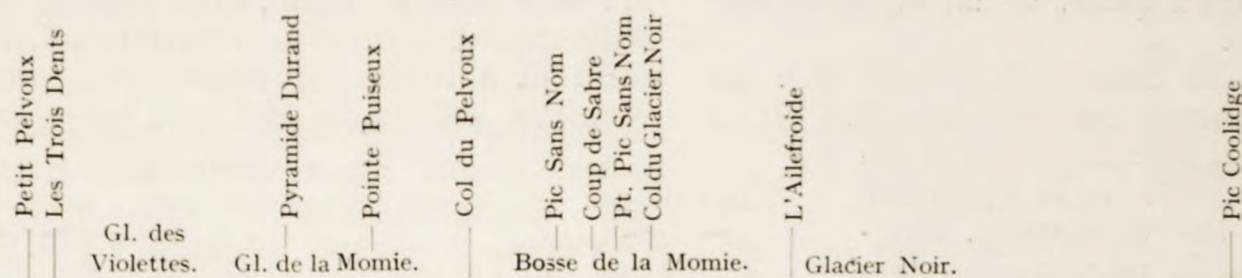 Petit Pelvoux
Les Trois Dents
Pyramide Durand
Pointe Puiseux
Col du Pelvoux
Pic Sans Nom
Coup de Sabre
Pt. Pic Sans Nom
Col du Glacier Noir
L'Ailefroide
Pic Coolidge
Gl. des
Violettes.
Gl. de la Momie.
Bosse de la Momie.
Glacier Noir.